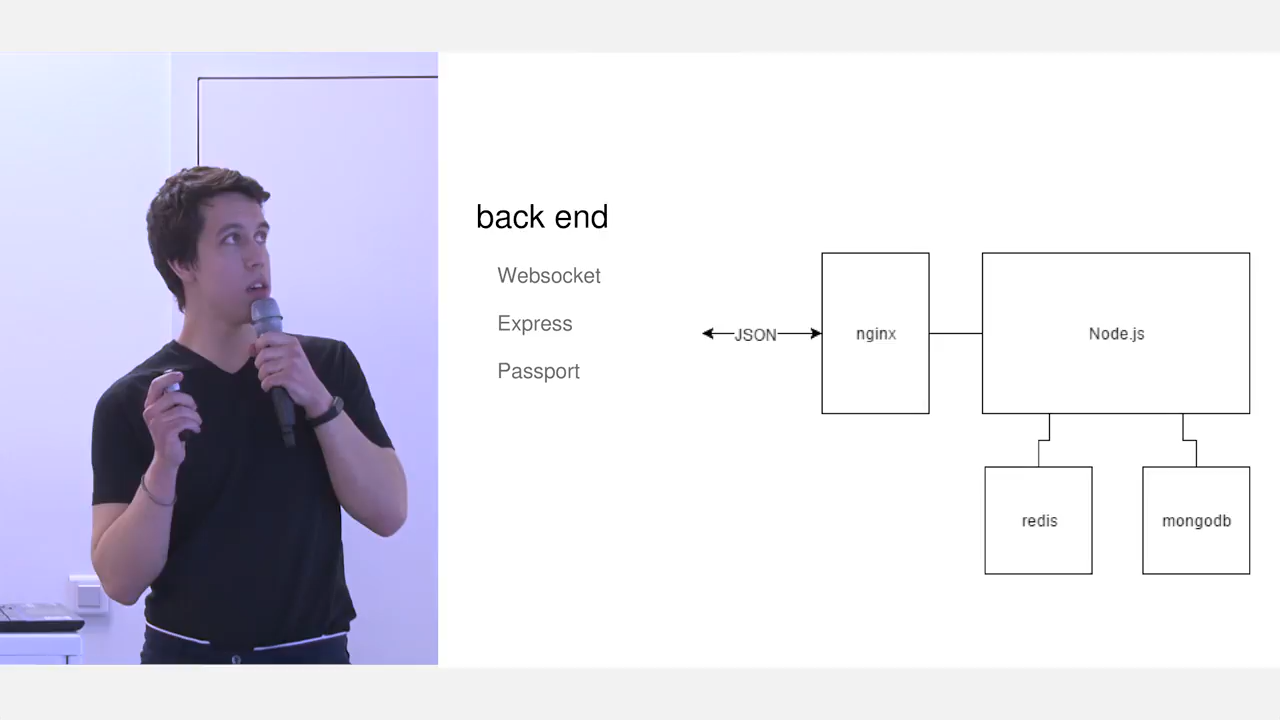 back end
Websocket
Express
Passport
JSON
nginx
Node.js
redis
mongodb